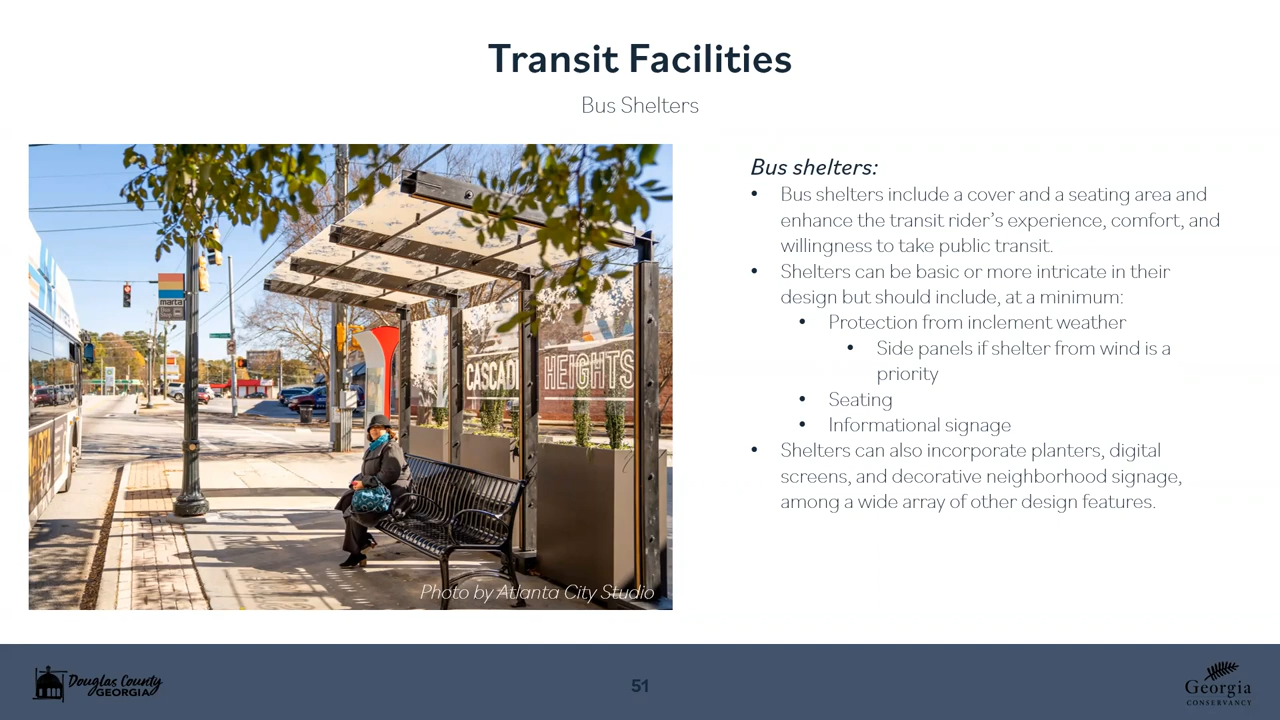 Transit Facilities
Bus Shelters
marta
CASCAD
HEIGHTS
Photo by Atlanta City Studio
Bus shelters:
• Bus shelters include a cover and a seating area and
enhance the transit rider's experience, comfort, and
willingness to take public transit.
• Shelters can be basic or more intricate in their
design but should include, at a minimum:
• Protection from inclement weather
• Side panels if shelter from wind is a
priority
• Seating
• Informational signage
• Shelters can also incorporate planters, digital
screens, and decorative neighborhood signage,
among a wide array of other design features.
Douglas County
GEORGIA
51
Georgia
CONSERVANCY